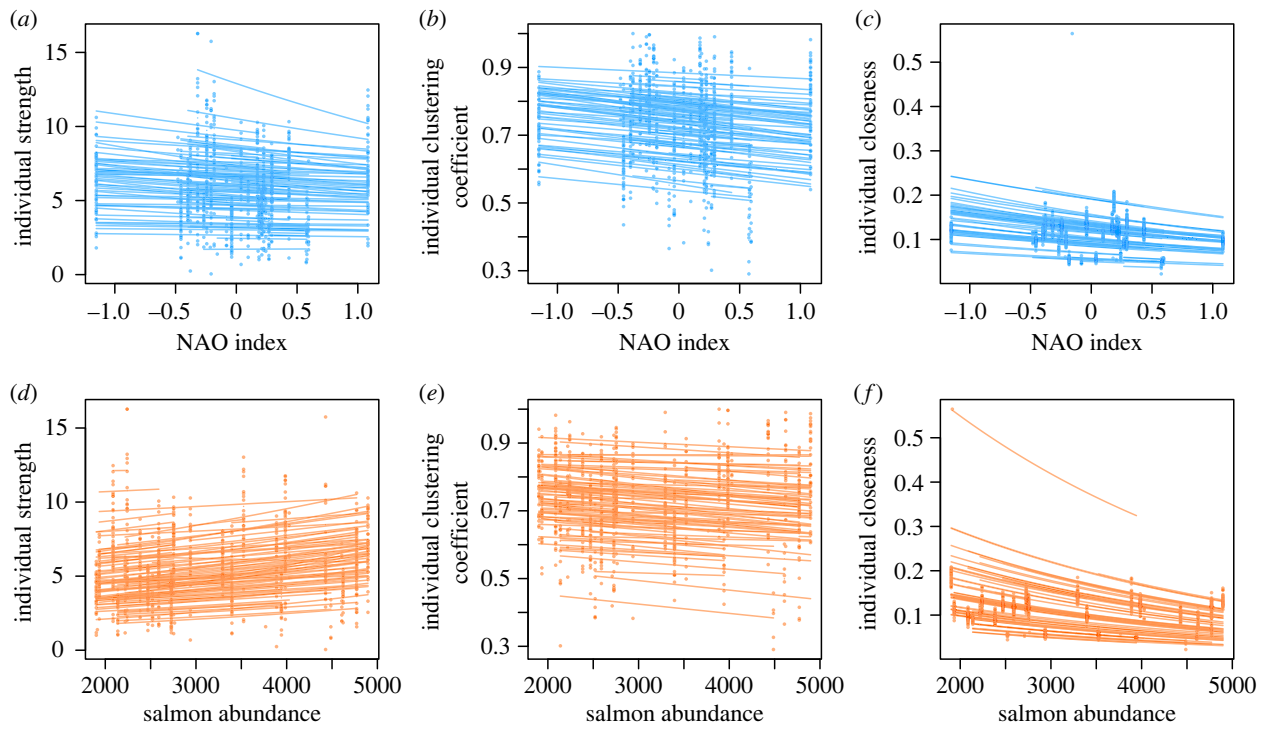 (a)
individual strength
15
10
5
0
–1.0 –0.5 0 0.5 1.0
NAO index
(b)
individual clustering
coefficient
0.9
0.7
0.5
0.3
–1.0 –0.5 0 0.5 1.0
NAO index
(c)
individual closeness
0.5
0.4
0.3
0.2
0.1
–1.0 –0.5 0 0.5 1.0
NAO index
(d)
individual strength
15
10
5
0
2000 3000 4000 5000
salmon abundance
(e)
individual clustering
coefficient
0.9
0.7
0.5
0.3
2000 3000 4000 5000
salmon abundance
(f)
individual closeness
0.5
0.4
0.3
0.2
0.1
2000 3000 4000 5000
salmon abundance